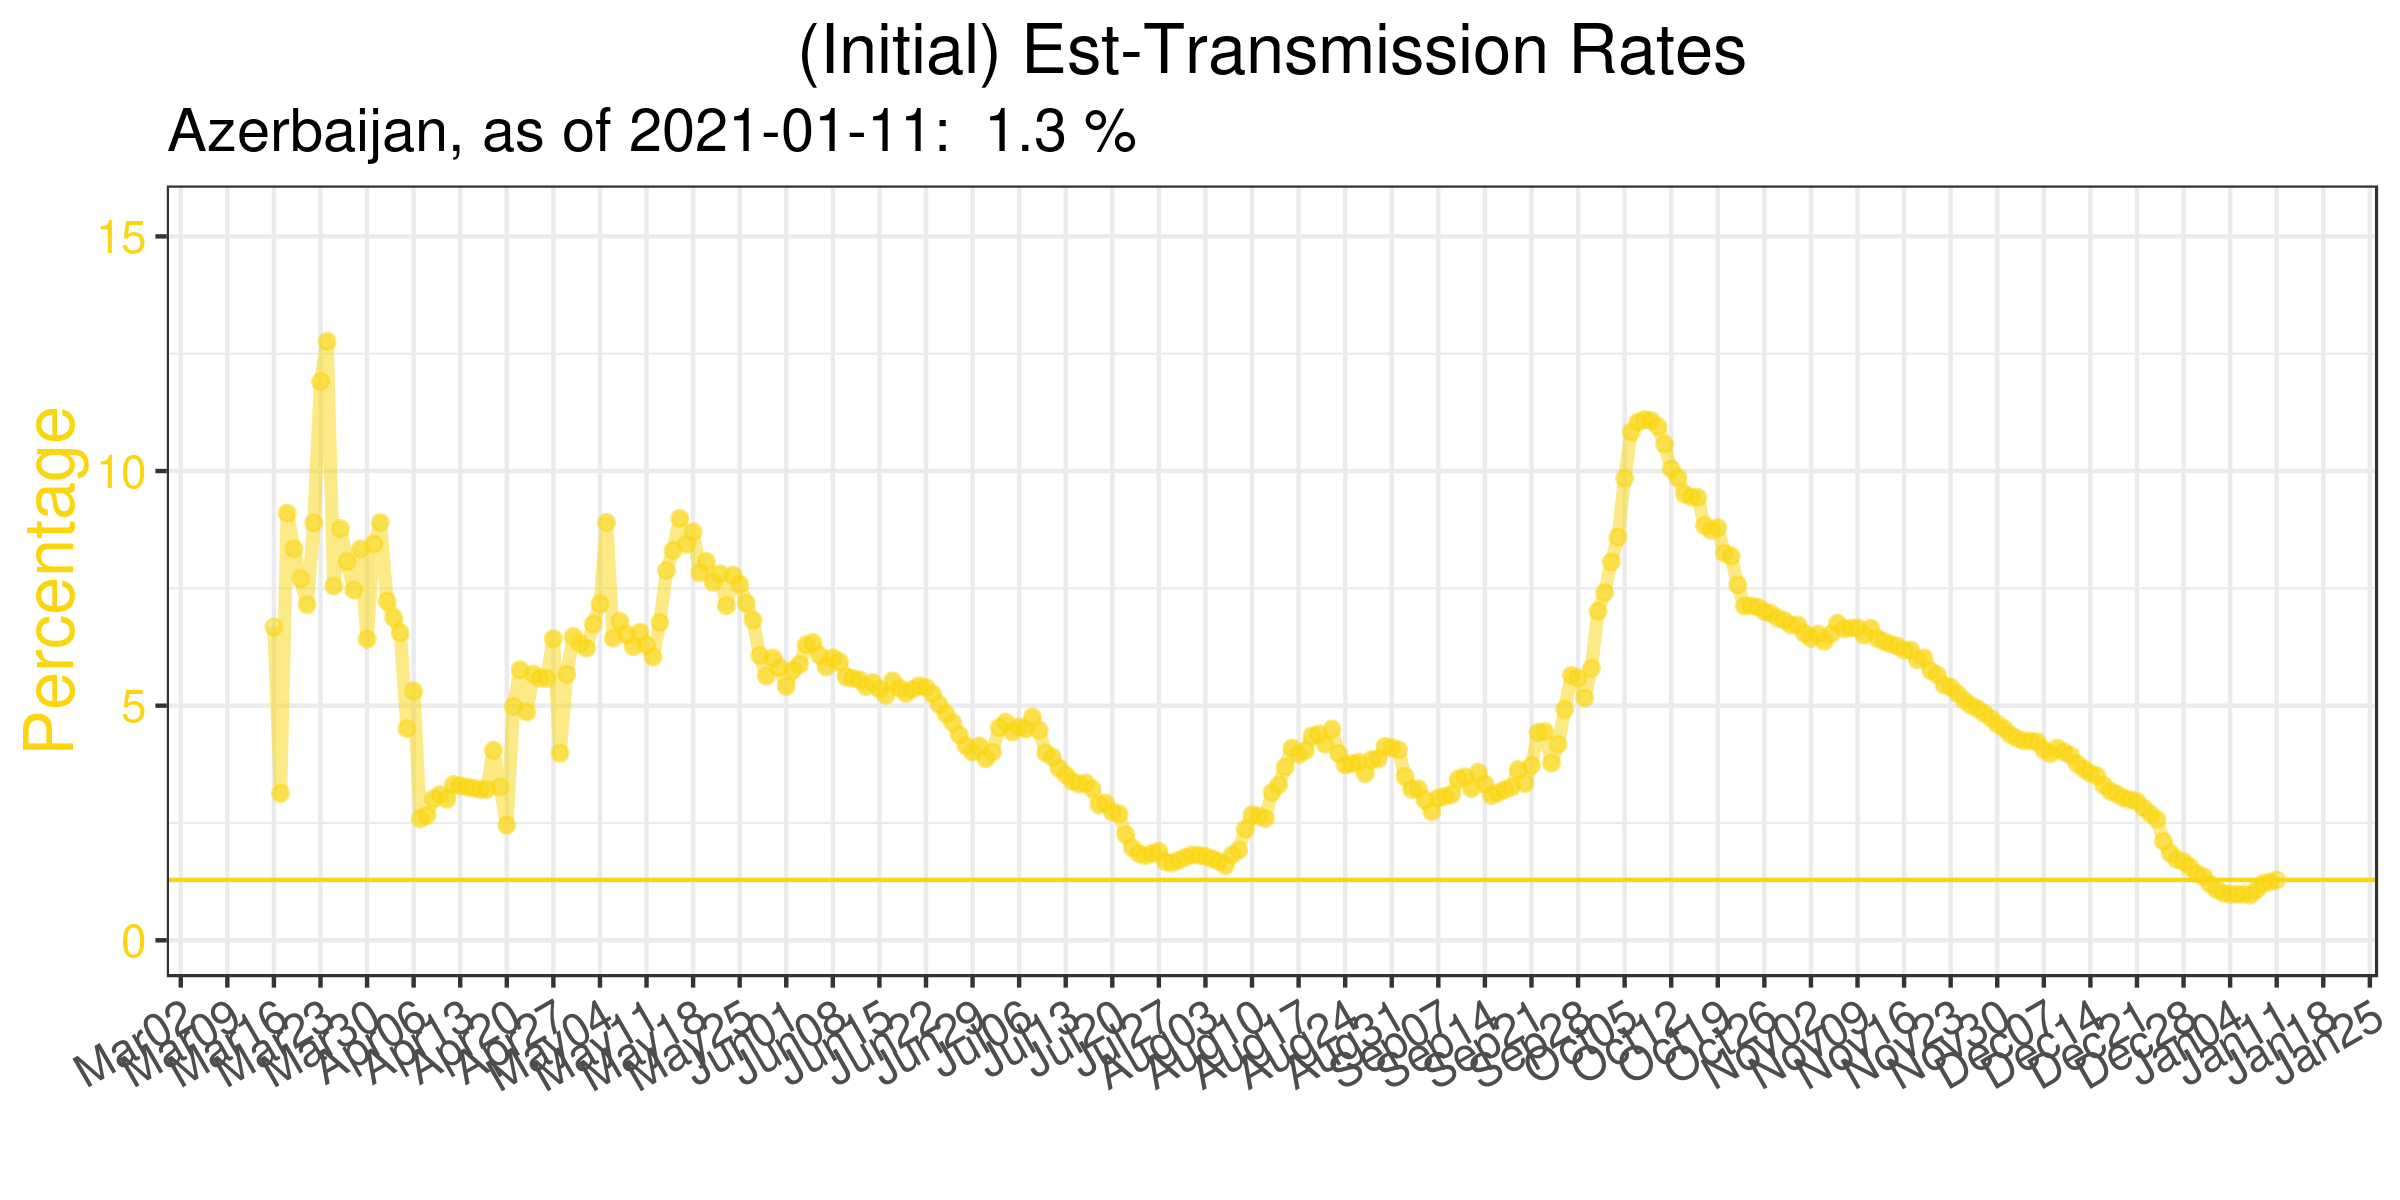 (Initial) Est-Transmission Rates
Azerbaijan, as of 2021-01-11:  1.3 %
Percentage
15
10
5
0
Mar02
Mar09
Mar16
Mar23
Mar30
Apr06
Apr13
Apr20
Apr27
May04
May11
May18
May25
Jun01
Jun08
Jun15
Jun22
Jun29
Jul06
Jul13
Jul20
Jul27
Aug03
Aug10
Aug17
Aug24
Aug31
Sep07
Sep14
Sep21
Sep28
Oct05
Oct12
Oct19
Oct26
Nov02
Nov09
Nov16
Nov23
Nov30
Dec07
Dec14
Dec21
Dec28
Jan04
Jan11
Jan18
Jan25